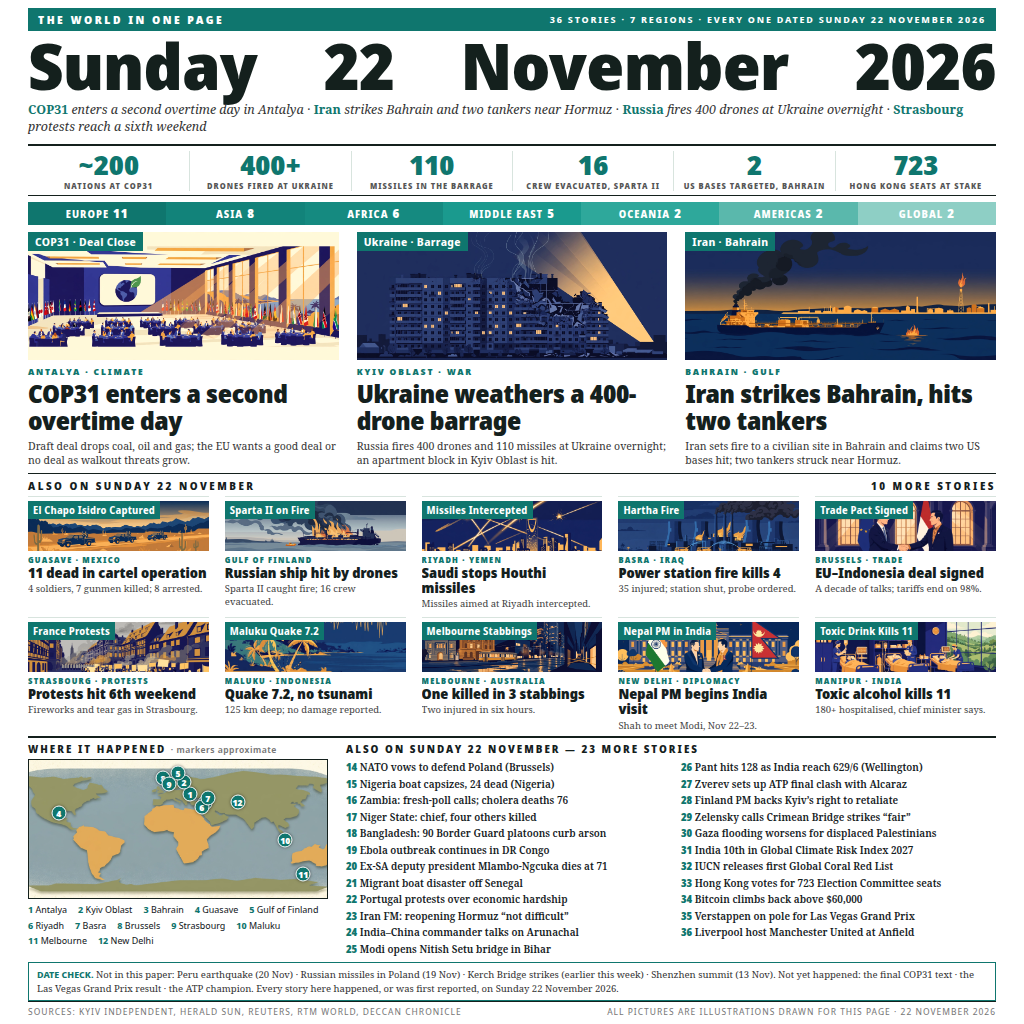 THE WORLD IN ONE PAGE
36 STORIES · 7 REGIONS · EVERY ONE DATED SUNDAY 22 NOVEMBER 2026
Sunday 22 November 2026
COP31 enters a second overtime day in Antalya · Iran strikes Bahrain and two tankers near Hormuz · Russia fires 400 drones at Ukraine overnight · Strasbourg
protests reach a sixth weekend
~200
NATIONS AT COP31
400+
DRONES FIRED AT UKRAINE
110
MISSILES IN THE BARRAGE
16
CREW EVACUATED, SPARTA II
2
US BASES TARGETED, BAHRAIN
723
HONG KONG SEATS AT STAKE
EUROPE 11
ASIA 8
AFRICA 6
MIDDLE EAST 5
OCEANIA 2
AMERICAS 2
GLOBAL 2
COP31 · Deal Close
ANTALYA · CLIMATE
COP31 enters a second
overtime day
Draft deal drops coal, oil and gas; the EU wants a good deal or
no deal as walkout threats grow.
Ukraine · Barrage
KYIV OBLAST · WAR
Ukraine weathers a 400-
drone barrage
Russia fires 400 drones and 110 missiles at Ukraine overnight;
an apartment block in Kyiv Oblast is hit.
Iran · Bahrain
BAHRAIN · GULF
Iran strikes Bahrain, hits
two tankers
Iran sets fire to a civilian site in Bahrain and claims two US
bases hit; two tankers struck near Hormuz.
ALSO ON SUNDAY 22 NOVEMBER
10 MORE STORIES
El Chapo Isidro Captured
GUASAVE · MEXICO
11 dead in cartel operation
4 soldiers, 7 gunmen killed; 8 arrested.
Sparta II on Fire
GULF OF FINLAND
Russian ship hit by drones
Sparta II caught fire; 16 crew
evacuated.
Missiles Intercepted
RIYADH · YEMEN
Saudi stops Houthi
missiles
Missiles aimed at Riyadh intercepted.
Hartha Fire
BASRA · IRAQ
Power station fire kills 4
35 injured; station shut, probe ordered.
Trade Pact Signed
BRUSSELS · TRADE
EU–Indonesia deal signed
A decade of talks; tariffs end on 98%.
France Protests
STRASBOURG · PROTESTS
Protests hit 6th weekend
Fireworks and tear gas in Strasbourg.
Maluku Quake 7.2
MALUKU · INDONESIA
Quake 7.2, no tsunami
125 km deep; no damage reported.
Melbourne Stabbings
MELBOURNE · AUSTRALIA
One killed in 3 stabbings
Two injured in six hours.
Nepal PM in India
NEW DELHI · DIPLOMACY
Nepal PM begins India
visit
Shah to meet Modi, Nov 22–23.
Toxic Drink Kills 11
MANIPUR · INDIA
Toxic alcohol kills 11
180+ hospitalised, chief minister says.
WHERE IT HAPPENED · markers approximate
5
9
2
1
7
6
12
4
10
11
1 Antalya 2 Kyiv Oblast 3 Bahrain 4 Guasave 5 Gulf of Finland
6 Riyadh 7 Basra 8 Brussels 9 Strasbourg 10 Maluku
11 Melbourne 12 New Delhi
ALSO ON SUNDAY 22 NOVEMBER — 23 MORE STORIES
14 NATO vows to defend Poland (Brussels)
15 Nigeria boat capsizes, 24 dead (Nigeria)
16 Zambia: fresh-poll calls; cholera deaths 76
17 Niger State: chief, four others killed
18 Bangladesh: 90 Border Guard platoons curb arson
19 Ebola outbreak continues in DR Congo
20 Ex-SA deputy president Mlambo-Ngcuka dies at 71
21 Migrant boat disaster off Senegal
22 Portugal protests over economic hardship
23 Iran FM: reopening Hormuz “not difficult”
24 India–China commander talks on Arunachal
25 Modi opens Nitish Setu bridge in Bihar
26 Pant hits 128 as India reach 629/6 (Wellington)
27 Zverev sets up ATP final clash with Alcaraz
28 Finland PM backs Kyiv’s right to retaliate
29 Zelensky calls Crimean Bridge strikes “fair”
30 Gaza flooding worsens for displaced Palestinians
31 India 10th in Global Climate Risk Index 2027
32 IUCN releases first Global Coral Red List
33 Hong Kong votes for 723 Election Committee seats
34 Bitcoin climbs back above $60,000
35 Verstappen on pole for Las Vegas Grand Prix
36 Liverpool host Manchester United at Anfield
DATE CHECK. Not in this paper: Peru earthquake (20 Nov) · Russian missiles in Poland (19 Nov) · Kerch Bridge strikes (earlier this week) · Shenzhen summit (13 Nov). Not yet happened: the final COP31 text · the
Las Vegas Grand Prix result · the ATP champion. Every story here happened, or was first reported, on Sunday 22 November 2026.
SOURCES: KYIV INDEPENDENT, HERALD SUN, REUTERS, RTM WORLD, DECCAN CHRONICLE
ALL PICTURES ARE ILLUSTRATIONS DRAWN FOR THIS PAGE · 22 NOVEMBER 2026